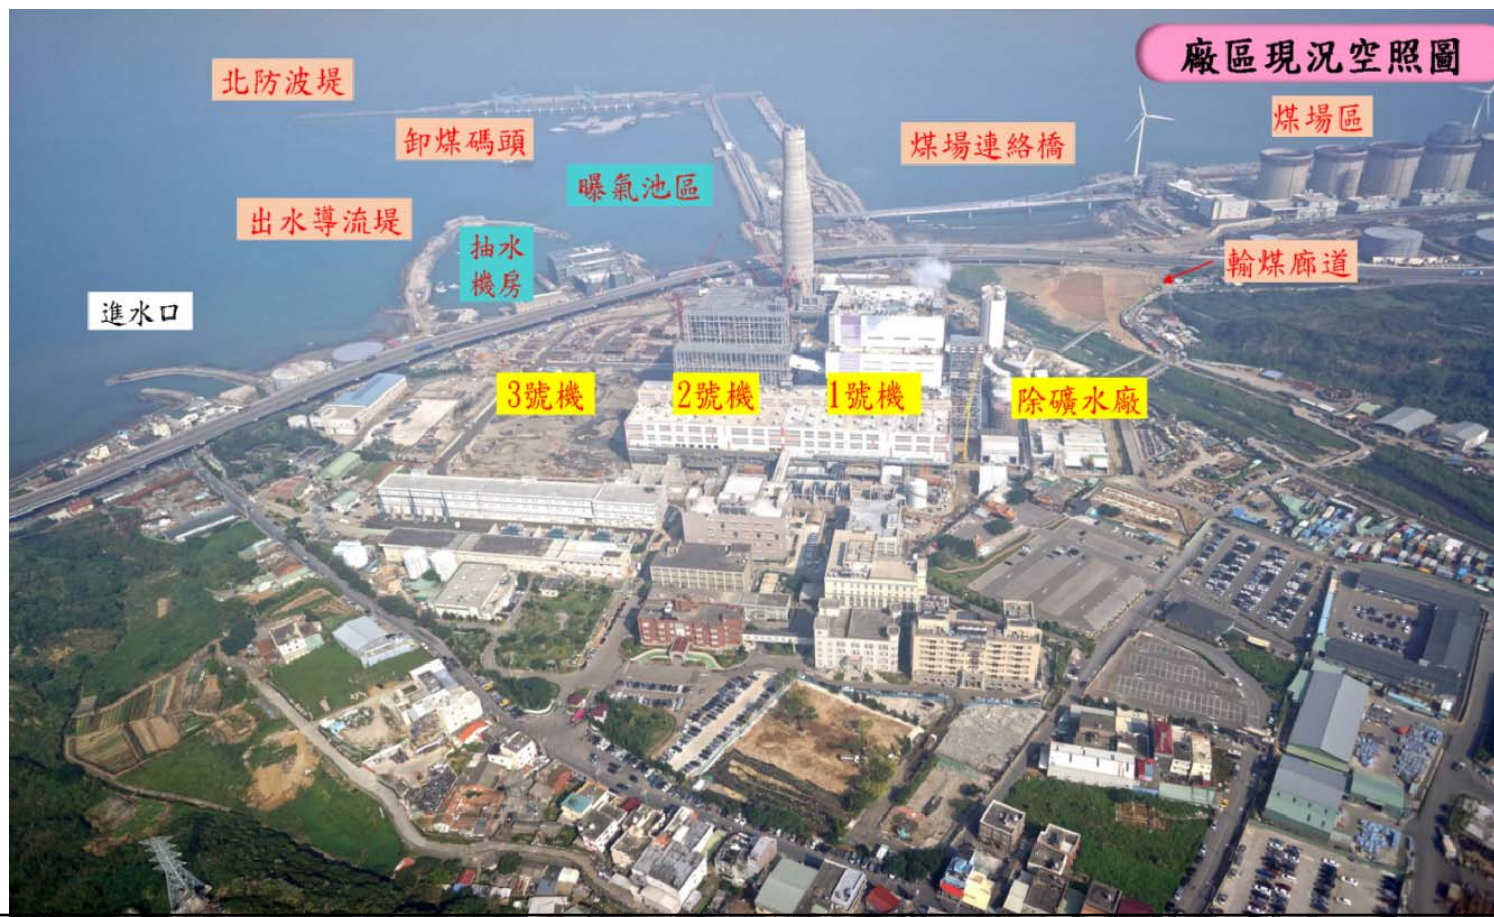 廠區現況空照圖
北防波堤
卸煤碼頭
煤場連絡橋
煤場區
曝氣池區
出水導流堤
抽水
機房
輸煤廊道
進水口
3號機
2號機
1號機
除礦水廠